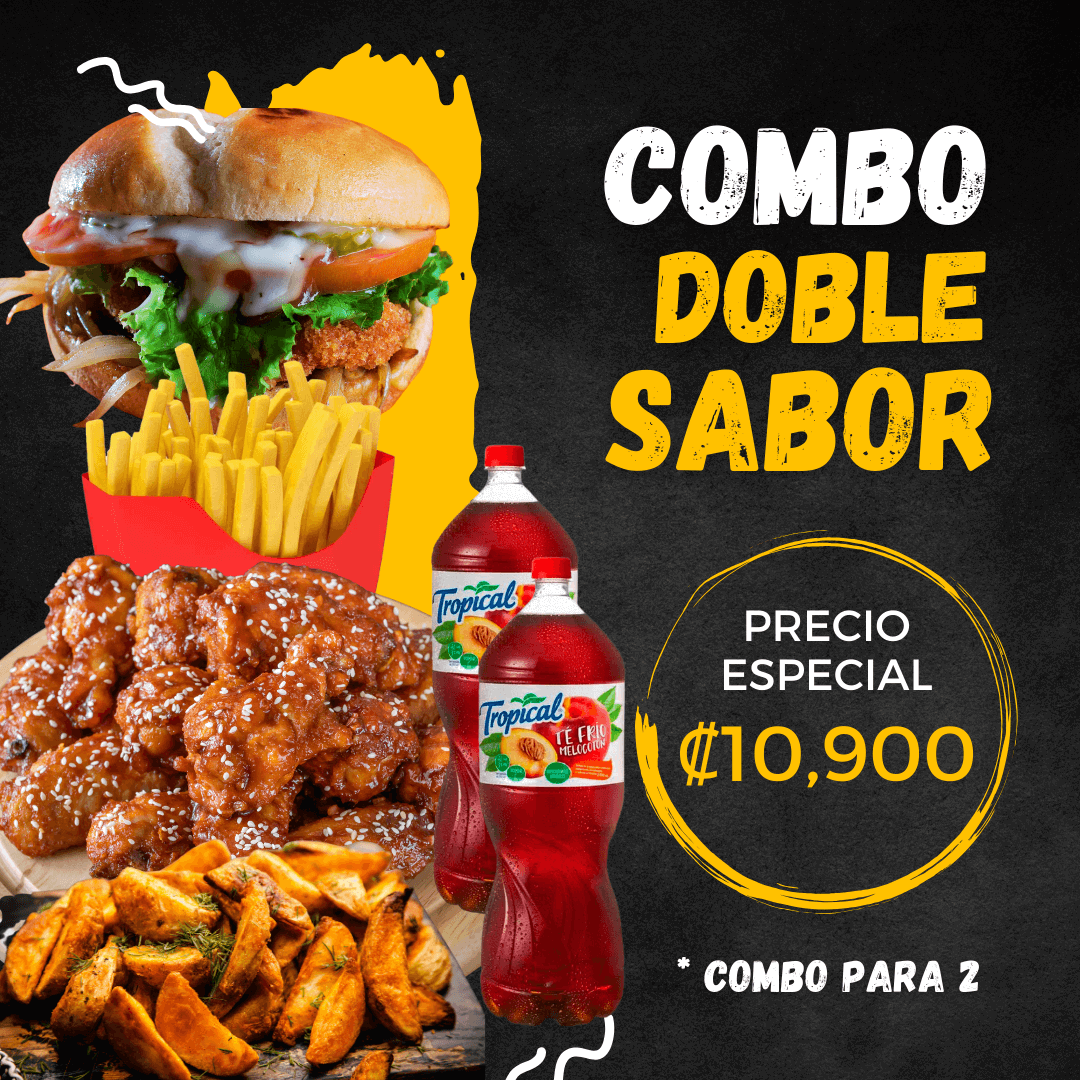 COMBO
DOBLE
SABOR
Tropical
Tropical
TÉ FRÍO
MELOCOTÓN
PRECIO
ESPECIAL
₡10,900
* COMBO PARA 2